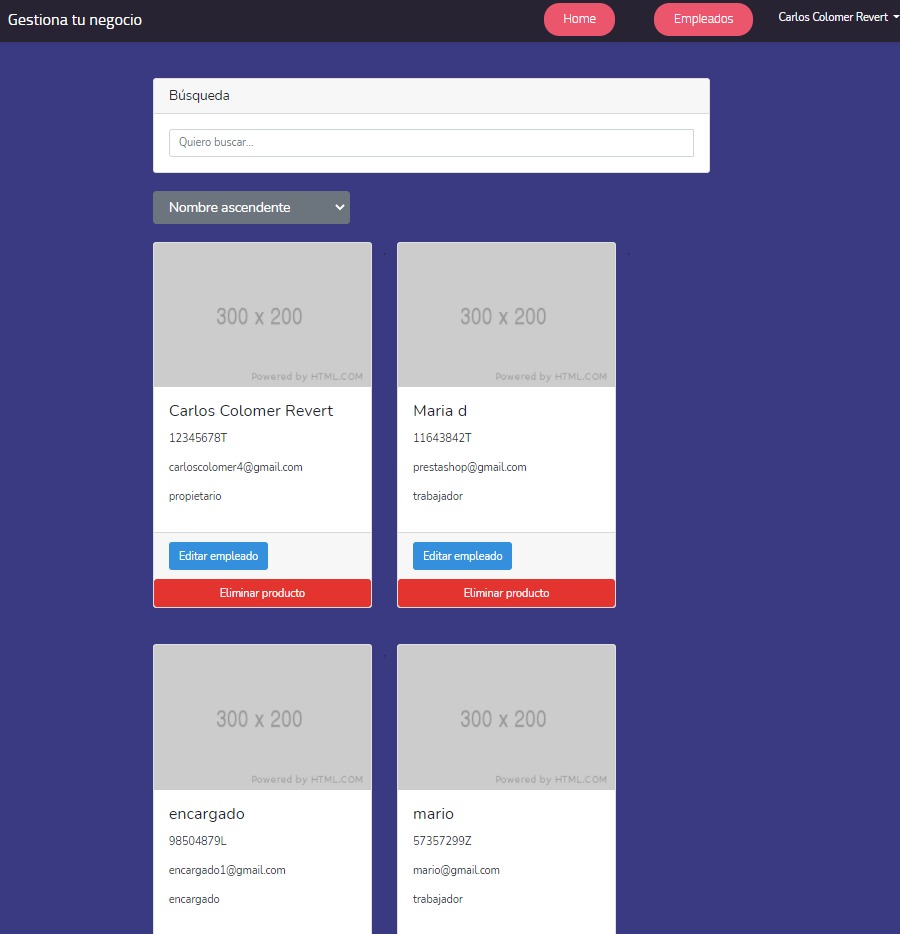 Gestiona tu negocio
Home
Empleados
Carlos Colomer Revert
Búsqueda
Quiero buscar...
Nombre ascendente
300 x 200
Powered by HTML.COM
Carlos Colomer Revert
12345678T
carloscolomer4@gmail.com
propietario
Editar empleado
Eliminar producto
300 x 200
Powered by HTML.COM
Maria d
11643842T
prestashop@gmail.com
trabajador
Editar empleado
Eliminar producto
300 x 200
Powered by HTML.COM
encargado
98504879L
encargado1@gmail.com
encargado
300 x 200
Powered by HTML.COM
mario
57357299Z
mario@gmail.com
trabajador